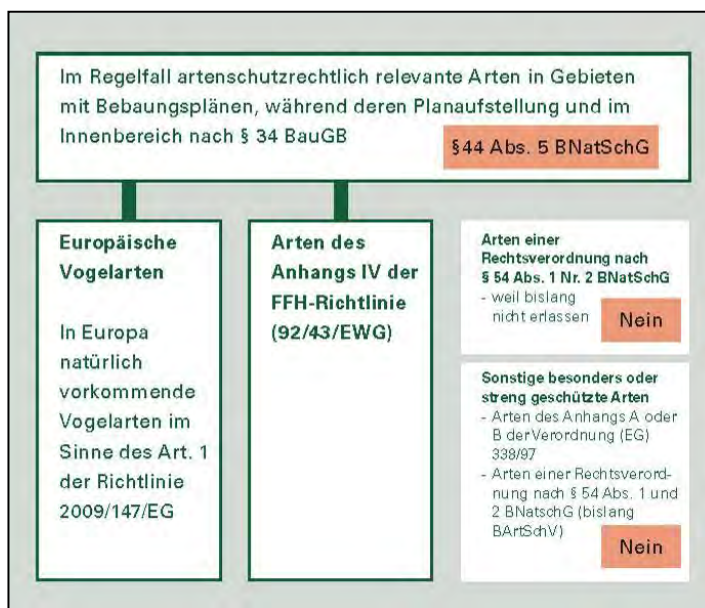 Im Regelfall artenschutzrechtlich relevante Arten in Gebieten
mit Bebaungsplänen, während deren Planaufstellung und im
Innenbereich nach § 34 BauGB
§44 Abs. 5 BNatSchG
Europäische
Vogelarten
In Europa
natürlich
vorkommende
Vogelarten im
Sinne des Art. 1
der Richtlinie
2009/147/EG
Arten des
Anhangs IV der
FFH-Richtlinie
(92/43/EWG)
Arten einer
Rechtsverordnung nach
§ 54 Abs. 1 Nr. 2 BNatSchG
- weil bislang
nicht erlassen
Nein
Sonstige besonders oder
streng geschützte Arten
- Arten des Anhangs A oder
B der Verordnung (EG)
338/97
- Arten einer Rechtsverord-
nung nach § 54 Abs. 1 und
2 BNatschG (bislang
BArtSchV)
Nein